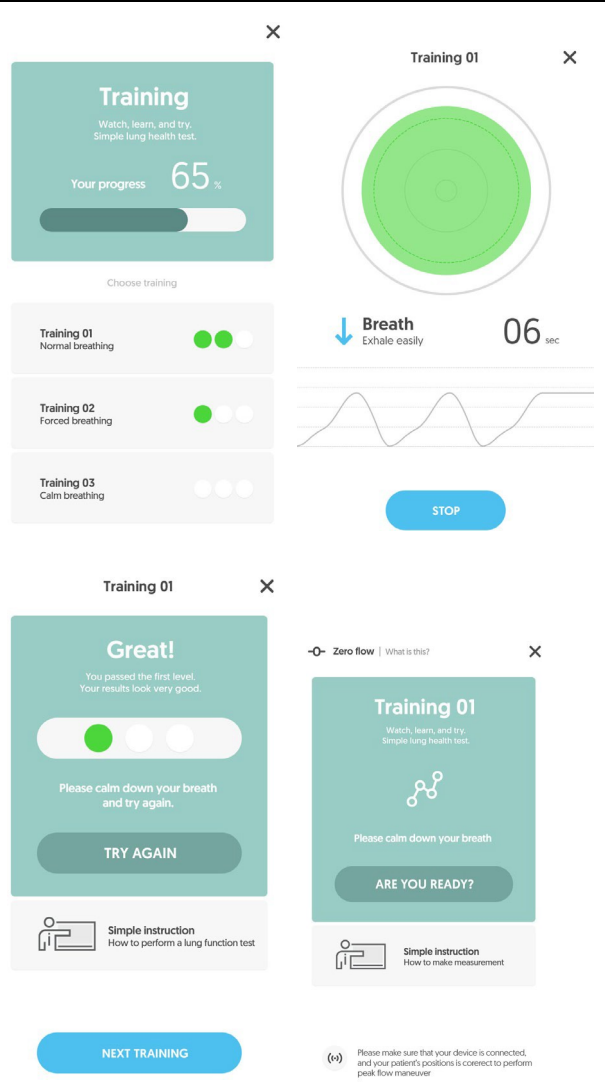 Training
Watch, learn, and try.
Simple lung health test.
Your progress 65 %
Choose training
Training 01
Normal breathing
Training 02
Forced breathing
Training 03
Calm breathing
Training 01
Breath
Exhale easily
06 sec
STOP
Training 01
Great!
You passed the first level.
Your results look very good.
Please calm down your breath
and try again.
TRY AGAIN
Simple instruction
How to perform a lung function test
NEXT TRAINING
Zero flow | What is this?
Training 01
Watch, learn, and try.
Simple lung health test.
Please calm down your breath
ARE YOU READY?
Simple instruction
How to make measurement
Please make sure that your device is connected,
and your patient's positions is corerect to perform
peak flow maneuver